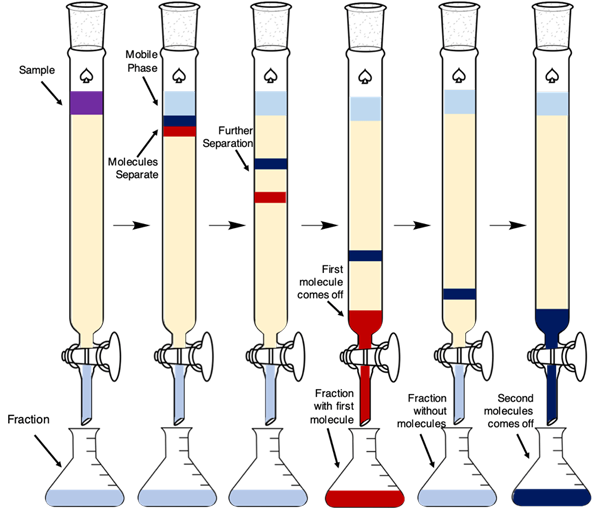 Sample
Mobile
Phase
Molecules
Separate
Further
Separation
First
molecule
comes off
Fraction
Fraction
with first
molecule
Fraction
without
molecules
Second
molecules
comes off